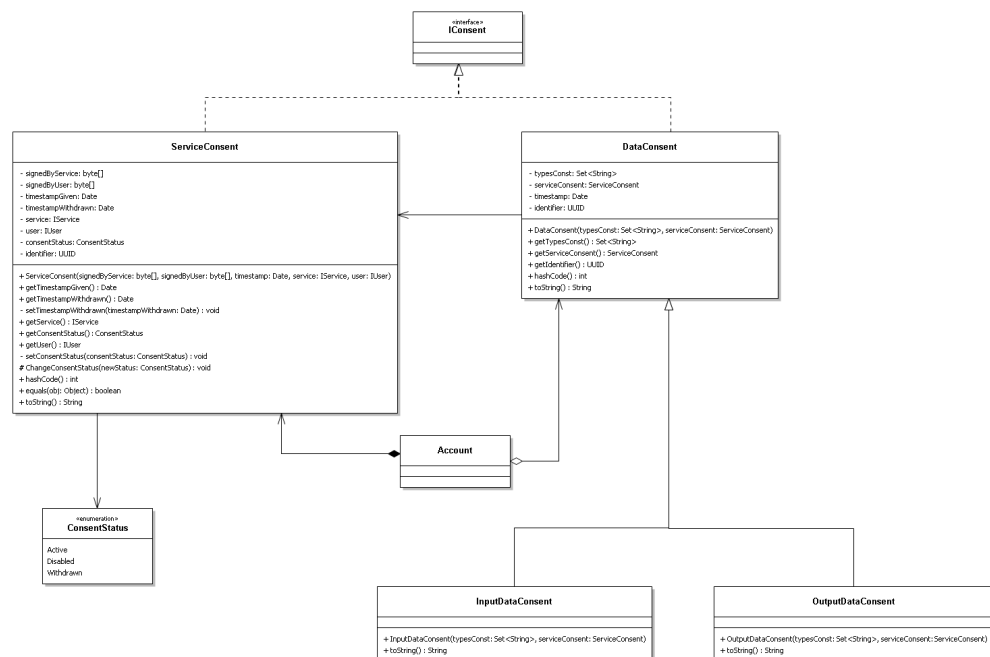 «interface»
IConsent
ServiceConsent
- signedByService: byte[]
- signedByUser: byte[]
- timestampGiven: Date
- timestampWithdrawn: Date
- service: IService
- user: IUser
- consentStatus: ConsentStatus
- identifier: UUID
+ ServiceConsent(signedByService: byte[], signedByUser: byte[], timestamp: Date, service: IService, user: IUser)
+ getTimestampGiven() : Date
+ getTimestampWithdrawn() : Date
- setTimestampWithdrawn(timestampWithdrawn: Date) : void
+ getService() : IService
+ getConsentStatus() : ConsentStatus
+ getUser() : IUser
- setConsentStatus(consentStatus: ConsentStatus) : void
# ChangeConsentStatus(newStatus: ConsentStatus) : void
+ hashCode() : int
+ equals(obj: Object) : boolean
+ toString() : String
DataConsent
- typesConst: Set<String>
- serviceConsent: ServiceConsent
- timestamp: Date
- identifier: UUID
+ DataConsent(typesConst: Set<String>, serviceConsent: ServiceConsent)
+ getTypesConst() : Set<String>
+ getServiceConsent() : ServiceConsent
+ getIdentifier() : UUID
+ hashCode() : int
+ toString() : String
Account
«enumeration»
ConsentStatus
Active
Disabled
Withdrawn
InputDataConsent
+ InputDataConsent(typesConst: Set<String>, serviceConsent: ServiceConsent)
+ toString() : String
OutputDataConsent
+ OutputDataConsent(typesConst: Set<String>, serviceConsent: ServiceConsent)
+ toString() : String